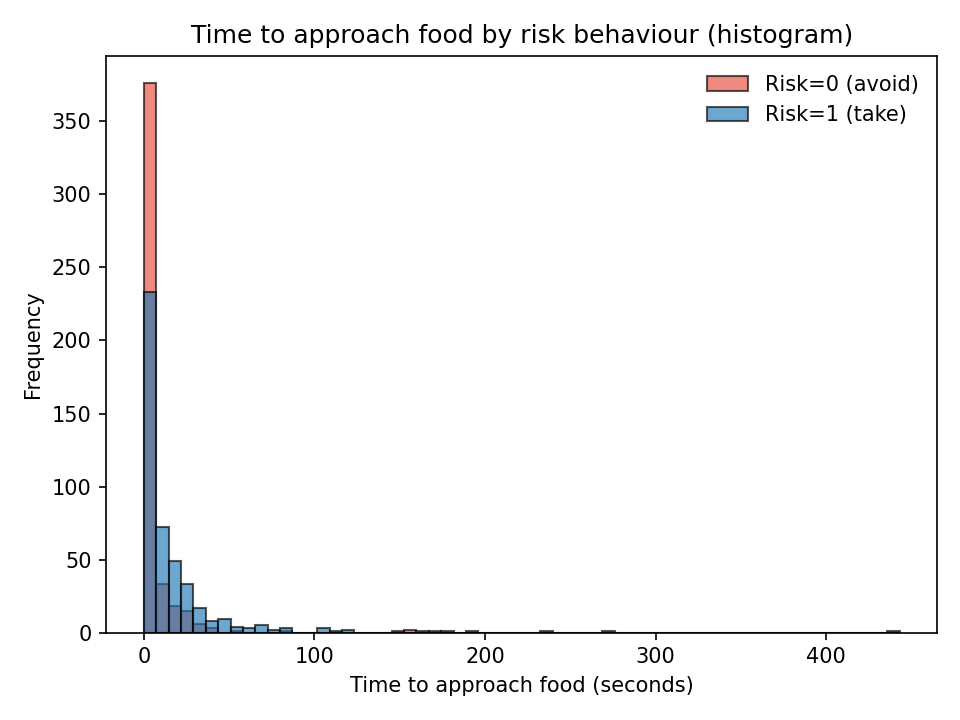 Time to approach food by risk behaviour (histogram)
Risk=0 (avoid)
Risk=1 (take)
Frequency
350
300
250
200
150
100
50
0
0 100 200 300 400
Time to approach food (seconds)